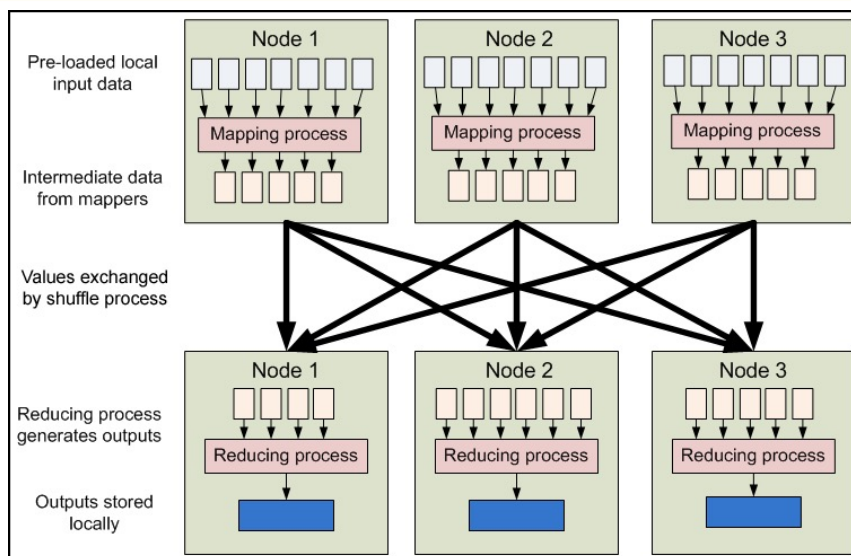 Node 1
Node 2
Node 3
Pre-loaded local
input data
Mapping process
Mapping process
Mapping process
Intermediate data
from mappers
Values exchanged
by shuffle process
Node 1
Node 2
Node 3
Reducing process
generates outputs
Reducing process
Reducing process
Reducing process
Outputs stored
locally